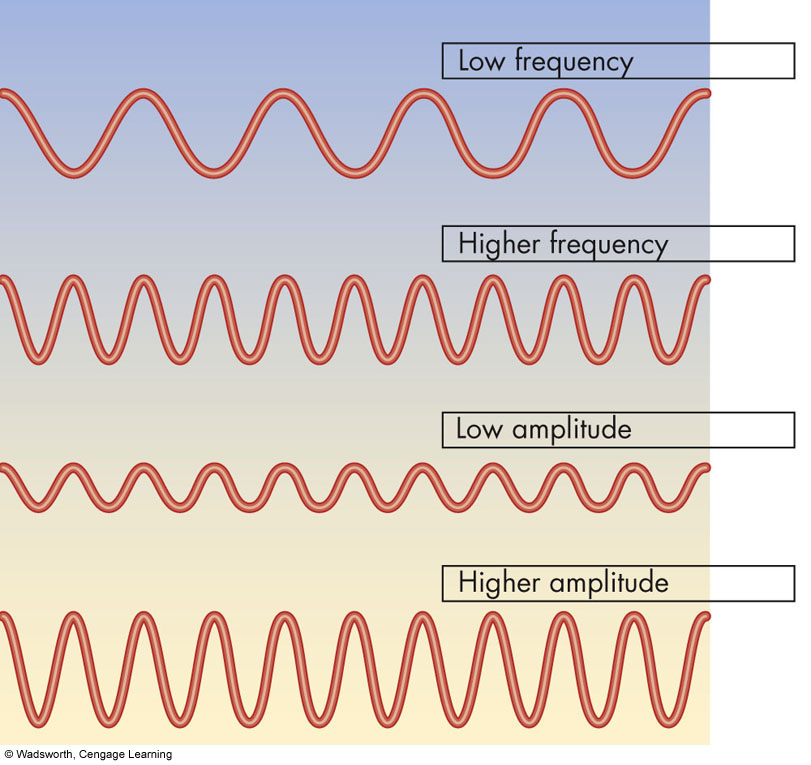 Low frequency
Higher frequency
Low amplitude
Higher amplitude
© Wadsworth, Cengage Learning